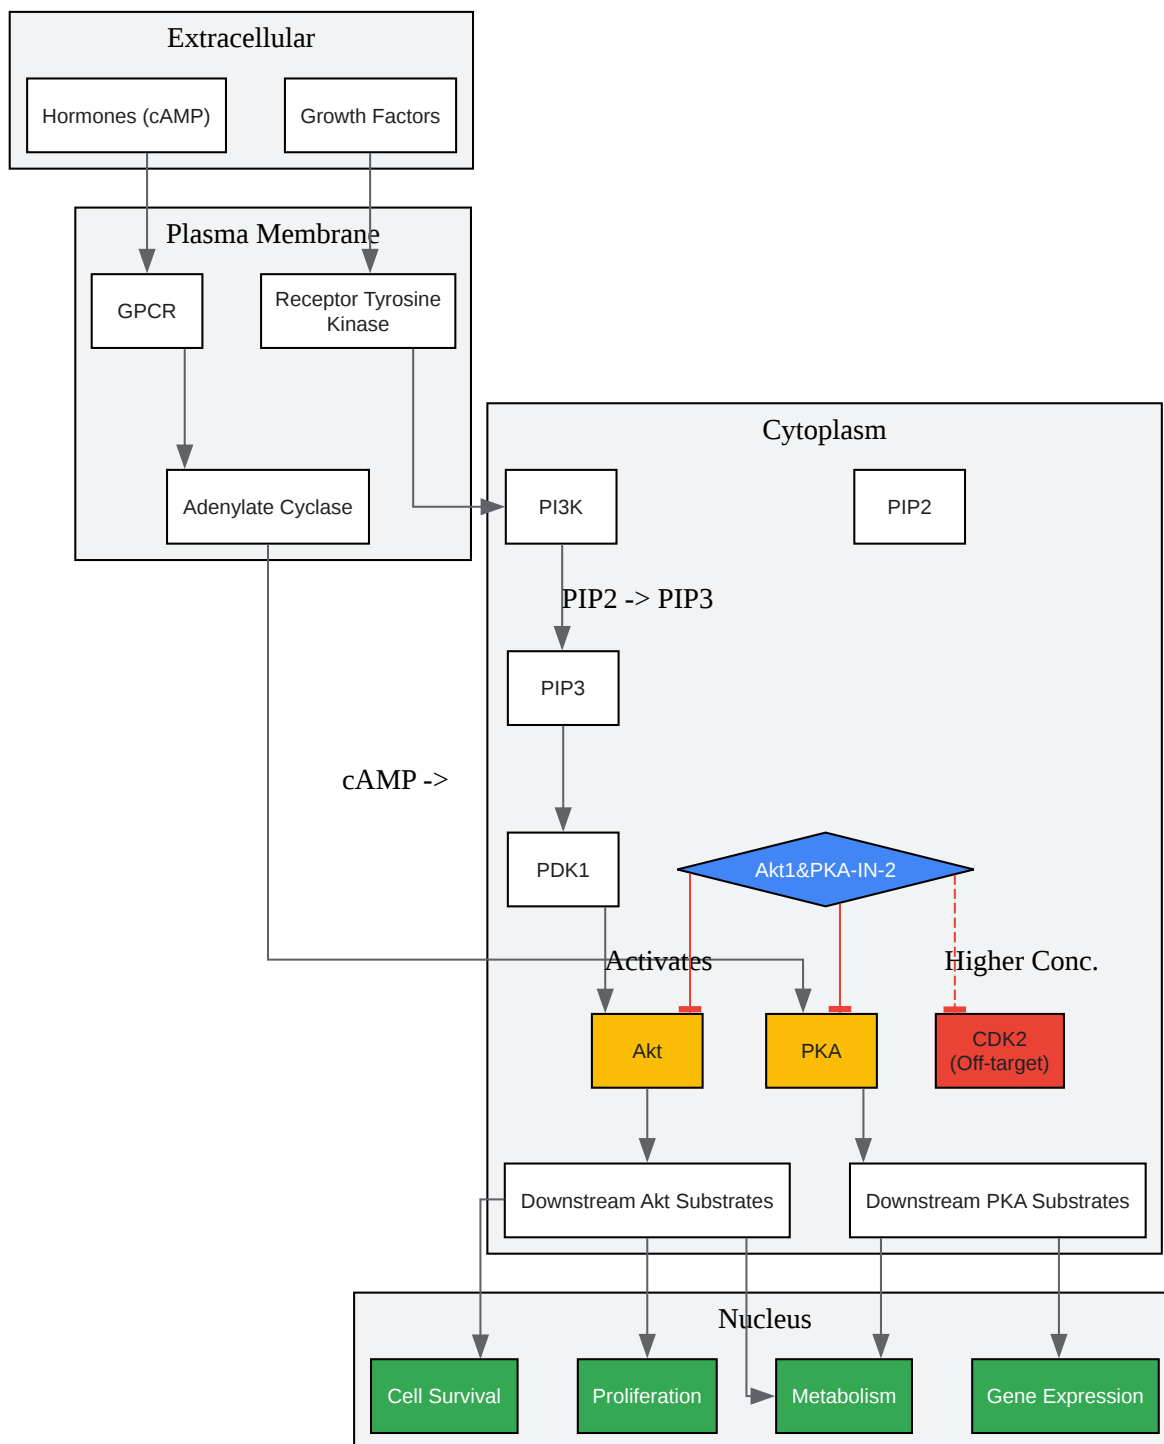 Extracellular
Hormones (cAMP)
Growth Factors
Plasma Membrane
GPCR
Receptor Tyrosine
Kinase
Cytoplasm
Adenylate Cyclase
PI3K
PIP2
PIP2 -> PIP3
PIP3
cAMP ->
PDK1
Akt1&PKA-IN-2
Activates
Higher Conc.
Akt
PKA
CDK2
(Off-target)
Downstream Akt Substrates
Downstream PKA Substrates
Nucleus
Cell Survival
Proliferation
Metabolism
Gene Expression